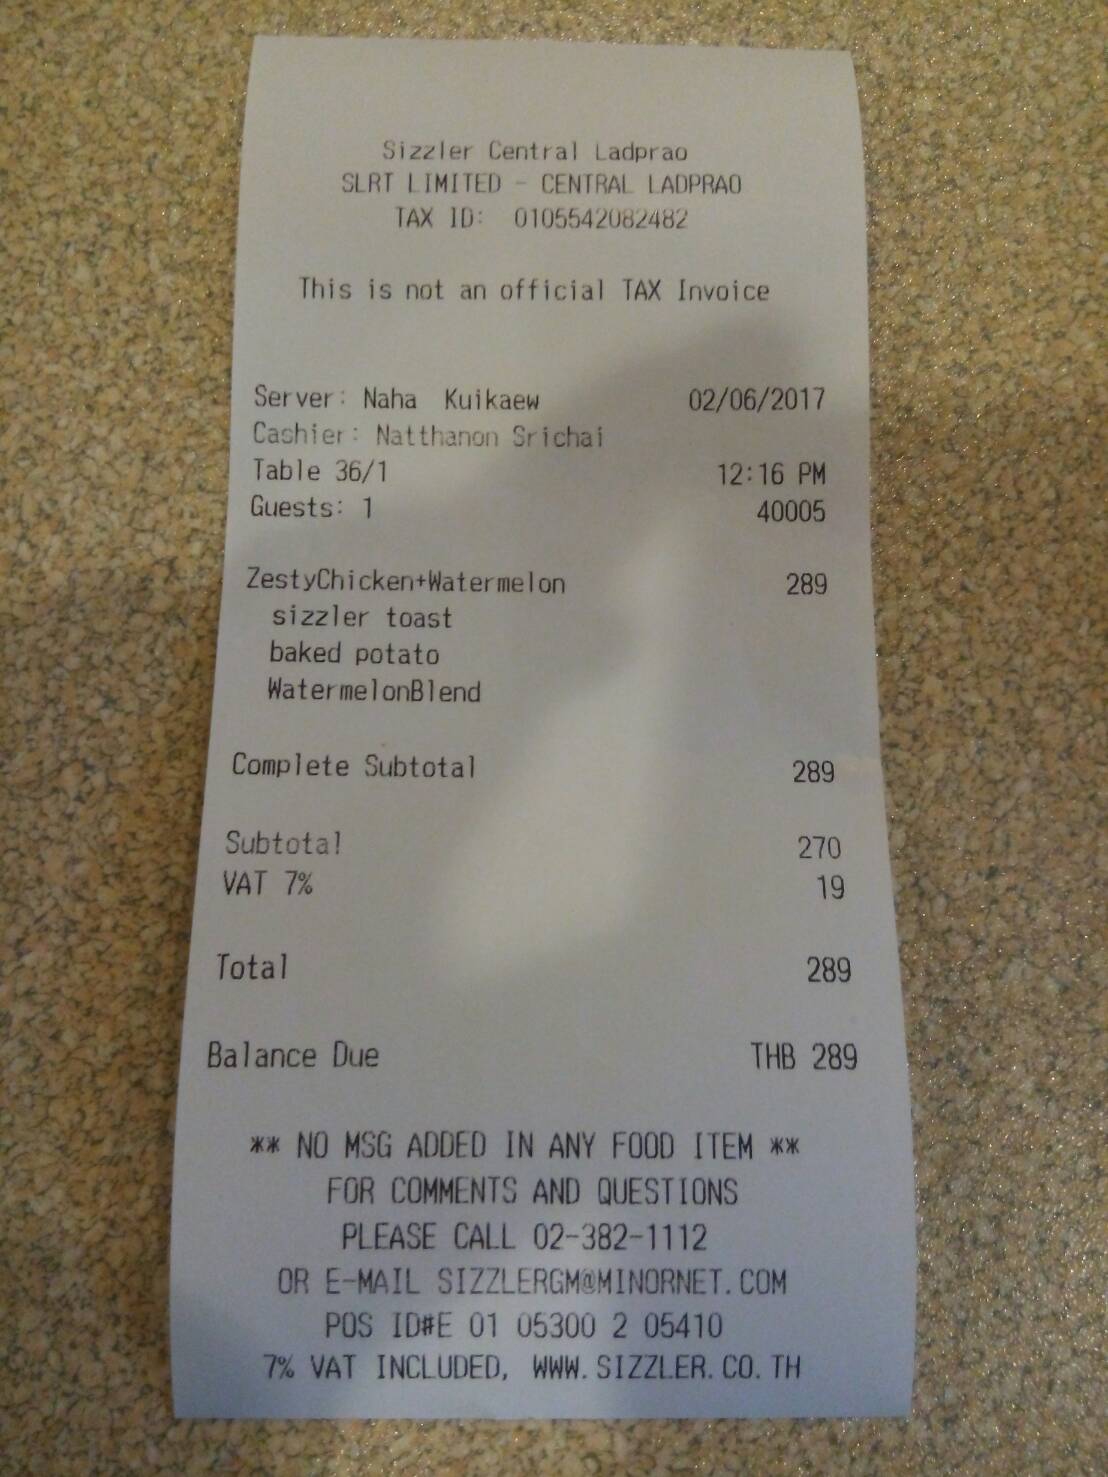 Sizzler Central Ladprao
SLRT LIMITED - CENTRAL LADPRAO
TAX ID: 0105542082482
This is not an official TAX Invoice
Server: Naha Kuikaew 02/06/2017
Cashier: Natthanon Srichai
Table 36/1 12:16 PM
Guests: 1 40005
ZestyChicken+Watermelon 289
sizzler toast
baked potato
WatermelonBlend
Complete Subtotal 289
Subtotal 270
VAT 7% 19
Total 289
Balance Due THB 289
** NO MSG ADDED IN ANY FOOD ITEM **
FOR COMMENTS AND QUESTIONS
PLEASE CALL 02-382-1112
OR E-MAIL SIZZLERGM@MINORNET.COM
POS ID#E 01 05300 2 05410
7% VAT INCLUDED, WWW.SIZZLER.CO.TH